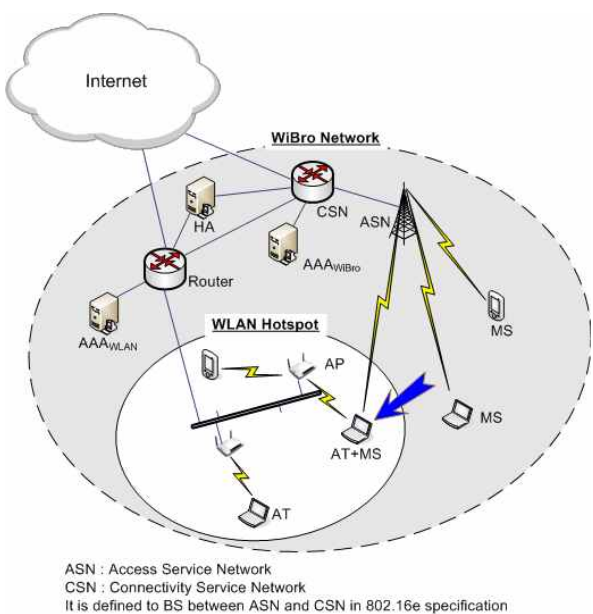 Internet
WiBro Network
HA
CSN
ASN
Router
AAAWiBro
AAAWLAN
MS
WLAN Hotspot
AP
MS
AT+MS
AT
ASN : Access Service Network
CSN : Connectivity Service Network
It is defined to BS between ASN and CSN in 802.16e specification